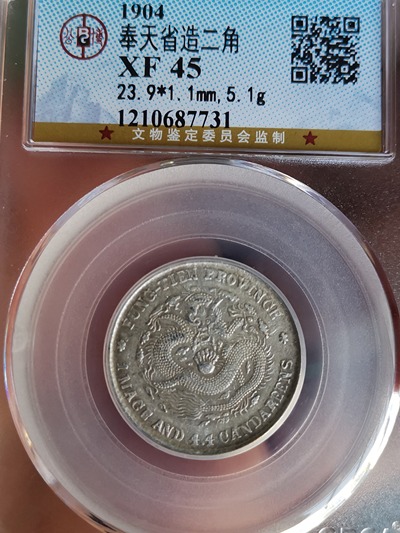 1904
奉天省造二角
XF 45
23.9*1.1mm,5.1g
1210687731
★ 文物鉴定委员会监制 ★
FUNG-TIEN PROVINCE
1 MACE AND 4.4 CANDAREENS